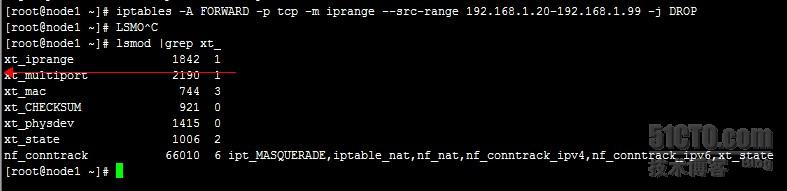 [root@node1 ~]# iptables -A FORWARD -p tcp -m iprange --src-range 192.168.1.20-192.168.1.99 -j DROP
[root@node1 ~]# LSMO^C
[root@node1 ~]# lsmod |grep xt_
xt_iprange 1842 1
xt_multiport 2190 1
xt_mac 744 3
xt_CHECKSUM 921 0
xt_physdev 1415 0
xt_state 1006 2
nf_conntrack 66010 6 ipt_MASQUERADE,iptable_nat,nf_nat,nf_conntrack_ipv4,nf_conntrack_ipv6,xt_state
[root@node1 ~]#
51CTO.com
技术博客 Blog